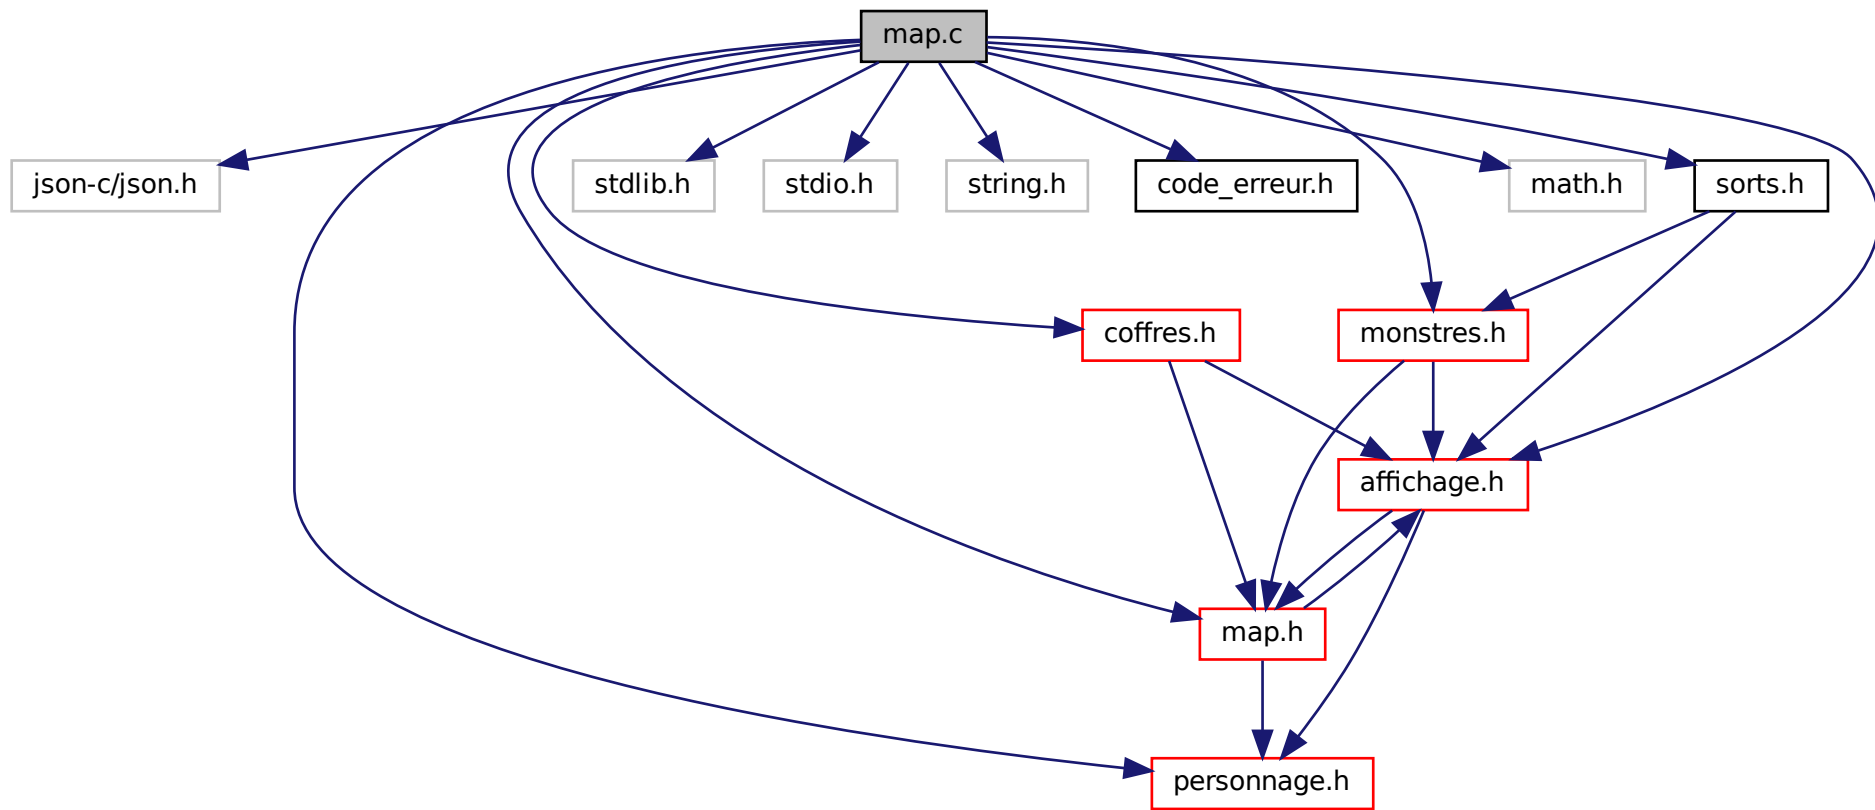 map.c
json-c/json.h
stdlib.h
stdio.h
string.h
code_erreur.h
math.h
sorts.h
coffres.h
monstres.h
affichage.h
map.h
personnage.h